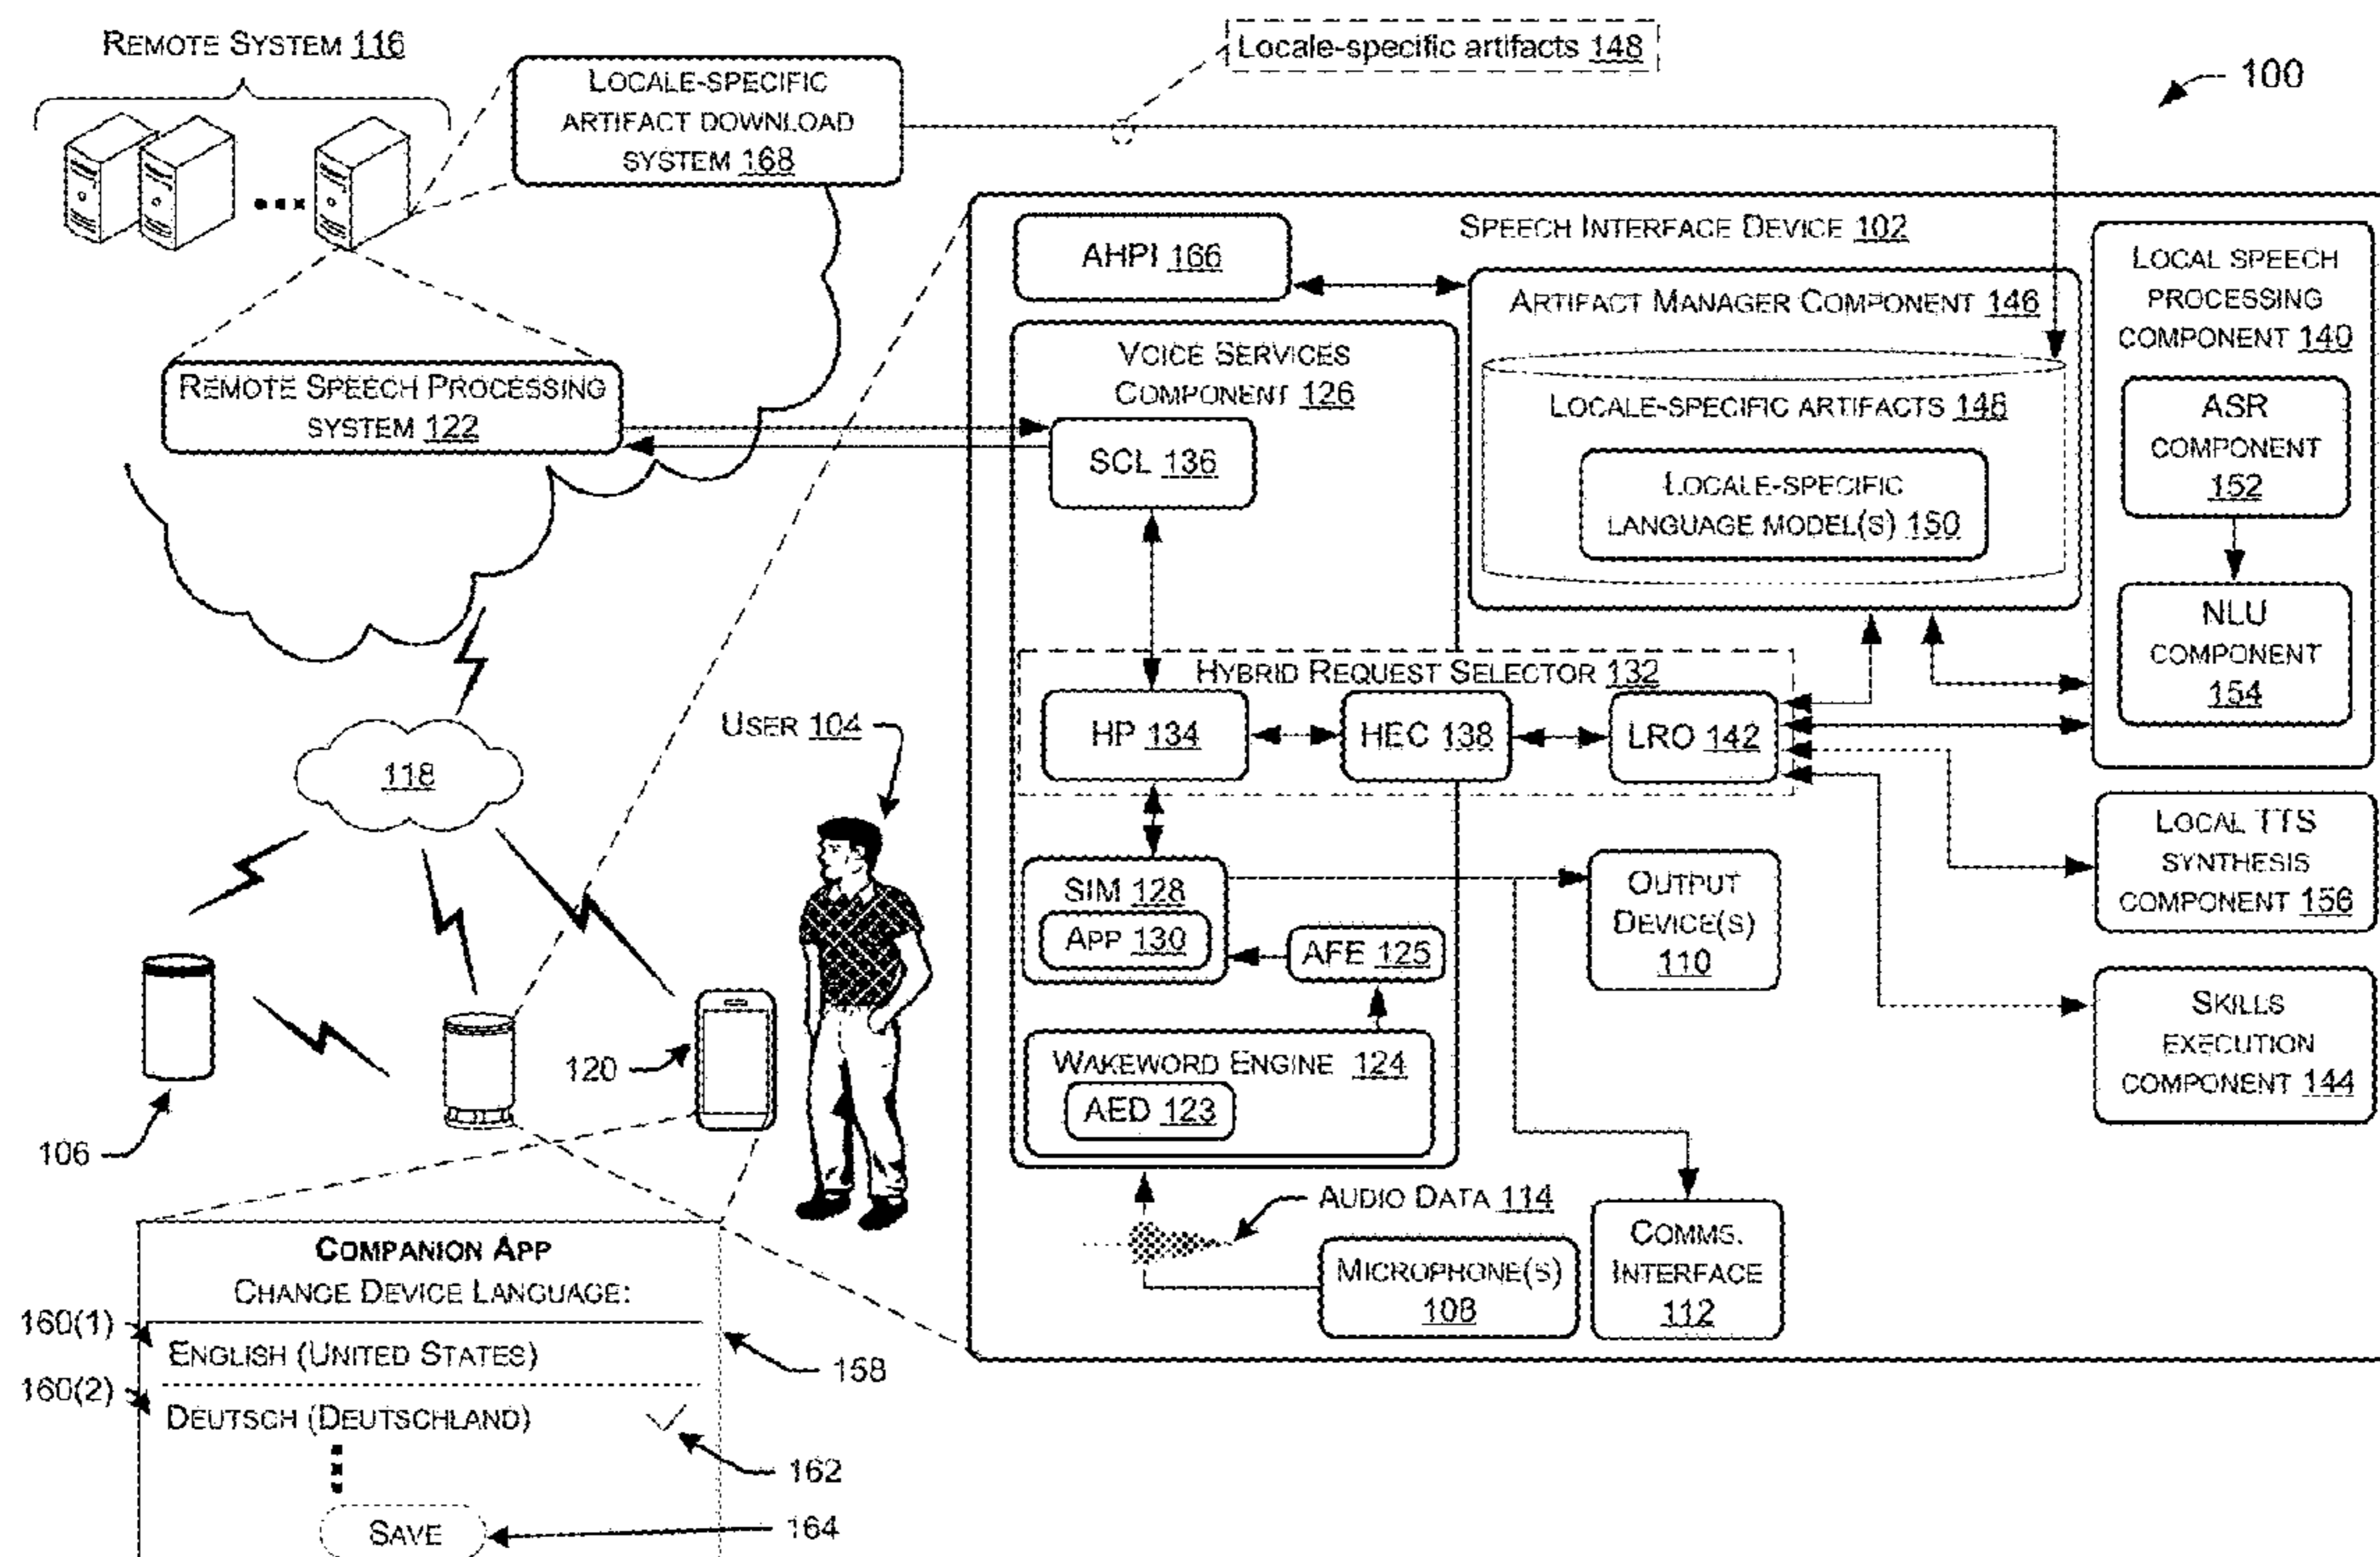 REMOTE SYSTEM 116
LOCALE-SPECIFIC
ARTIFACT DOWNLOAD
SYSTEM 168
Locale-specific artifacts 148
100
REMOTE SPEECH PROCESSING
SYSTEM 122
118
USER 104
106
120
COMPANION APP
CHANGE DEVICE LANGUAGE:
160(1)
ENGLISH (UNITED STATES)
158
160(2)
DEUTSCH (DEUTSCHLAND)
162
SAVE
164
SPEECH INTERFACE DEVICE 102
AHPI 166
VOICE SERVICES
COMPONENT 126
SCL 136
ARTIFACT MANAGER COMPONENT 146
LOCALE-SPECIFIC ARTIFACTS 148
LOCALE-SPECIFIC
LANGUAGE MODEL(S) 150
LOCAL SPEECH
PROCESSING
COMPONENT 140
ASR
COMPONENT
152
NLU
COMPONENT
154
HYBRID REQUEST SELECTOR 132
HP 134
HEC 138
LRO 142
SIM 128
APP 130
AFE 125
WAKEWORD ENGINE 124
AED 123
OUTPUT
DEVICE(S)
110
LOCAL TTS
SYNTHESIS
COMPONENT 156
SKILLS
EXECUTION
COMPONENT 144
AUDIO DATA 114
MICROPHONE(S)
108
COMMS.
INTERFACE
112